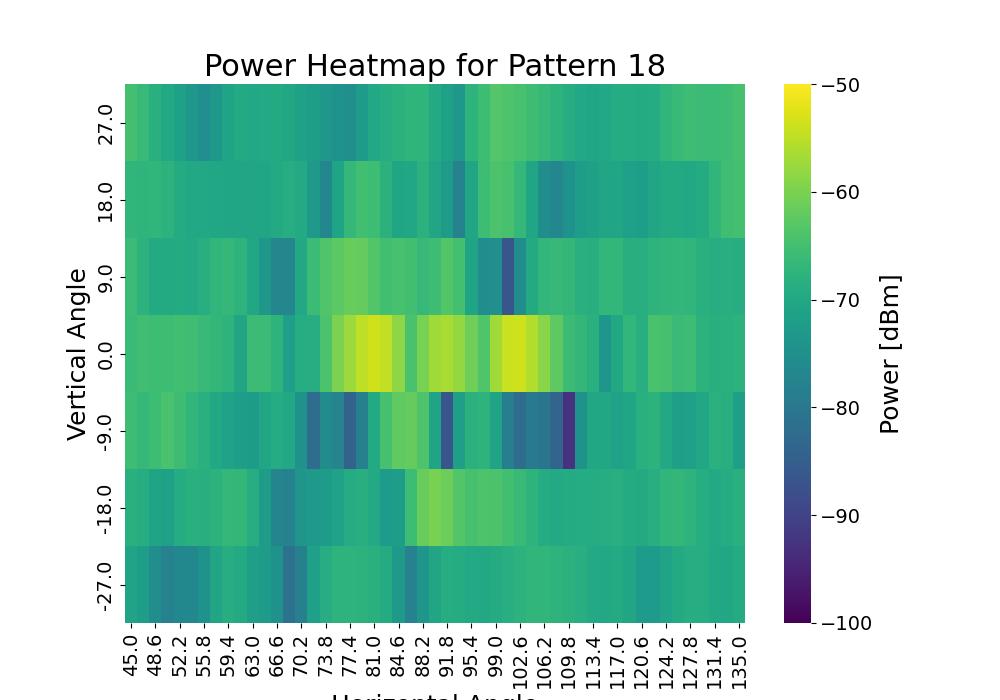 Power Heatmap for Pattern 18
Vertical Angle
27.0
18.0
9.0
0.0
-9.0
-18.0
-27.0
45.0 48.6 52.2 55.8 59.4 63.0 66.6 70.2 73.8 77.4 81.0 84.6 88.2 91.8 95.4 99.0 102.6 106.2 109.8 113.4 117.0 120.6 124.2 127.8 131.4 135.0
Horizontal Angle
−50
−60
−70
−80
−90
−100
Power [dBm]